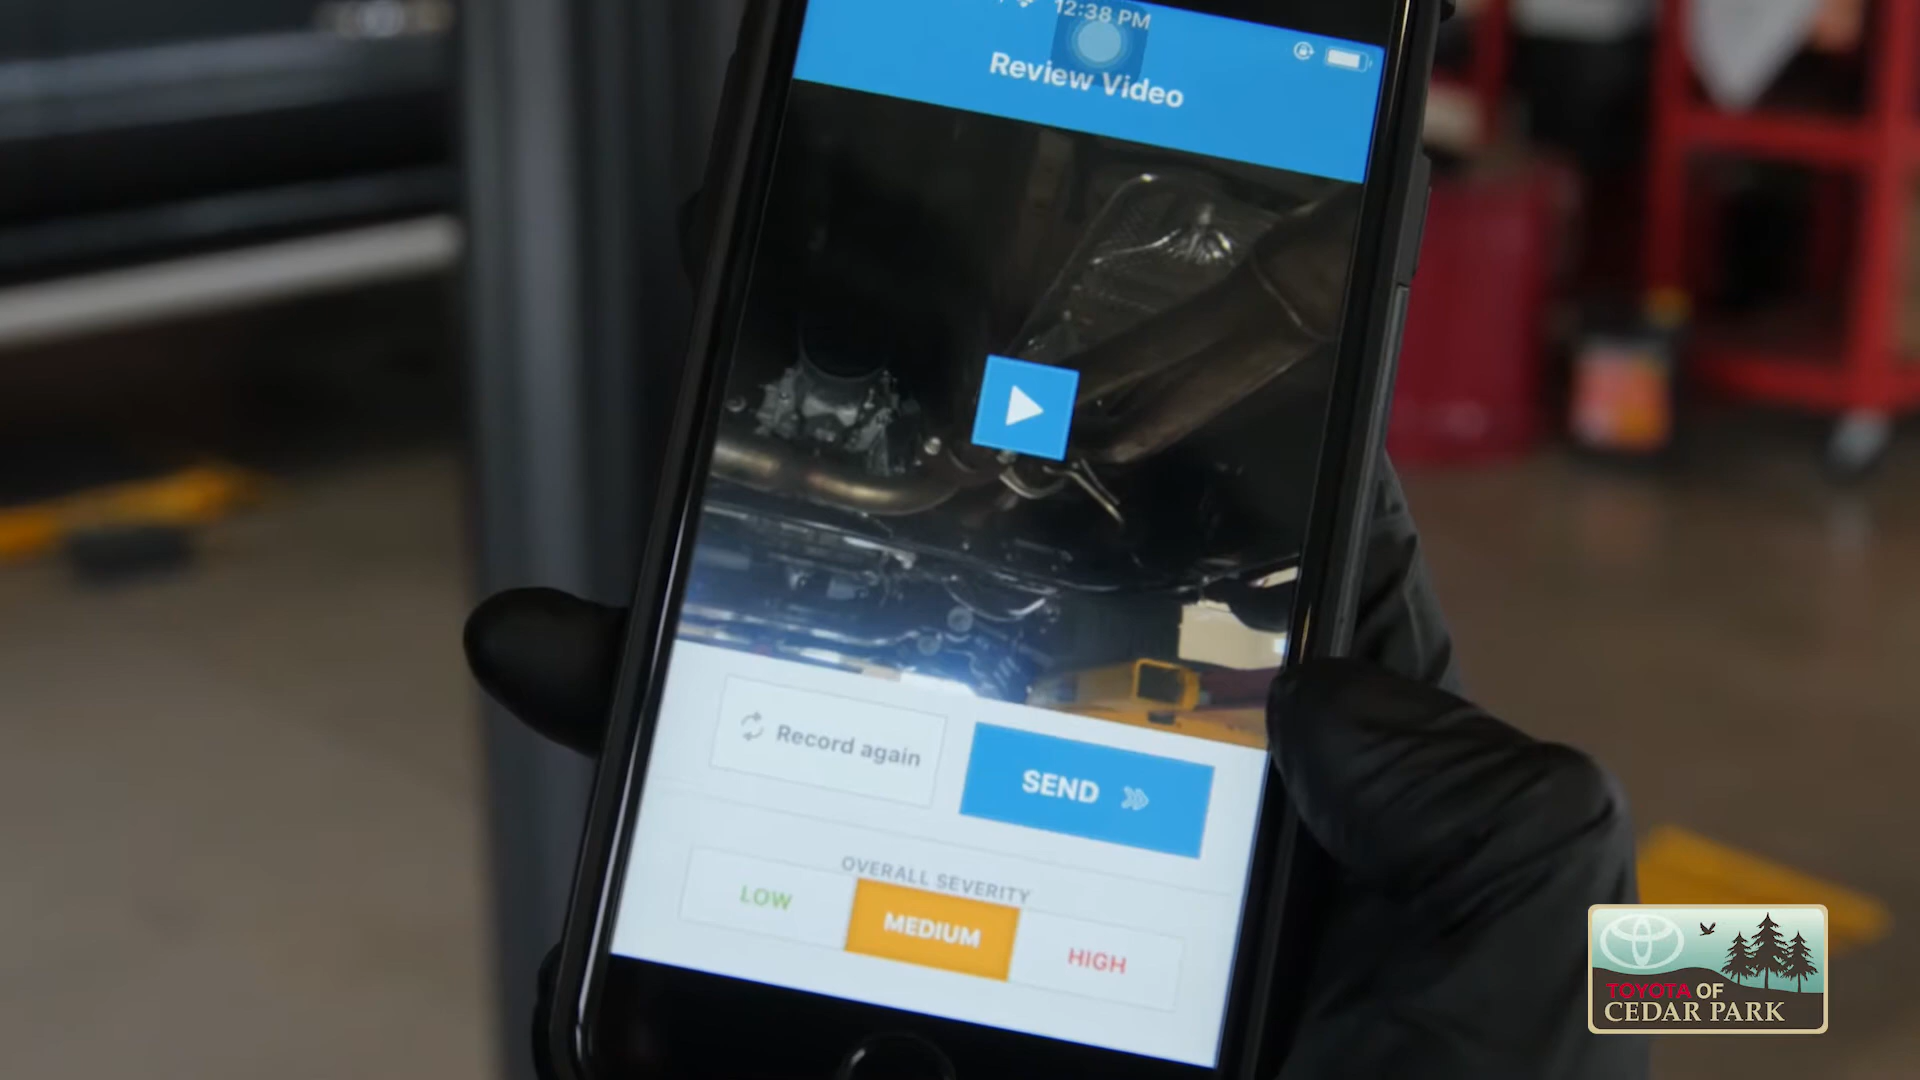 12:38 PM
Review Video
Record again
SEND
OVERALL SEVERITY
LOW
MEDIUM
HIGH
TOYOTA OF
CEDAR PARK